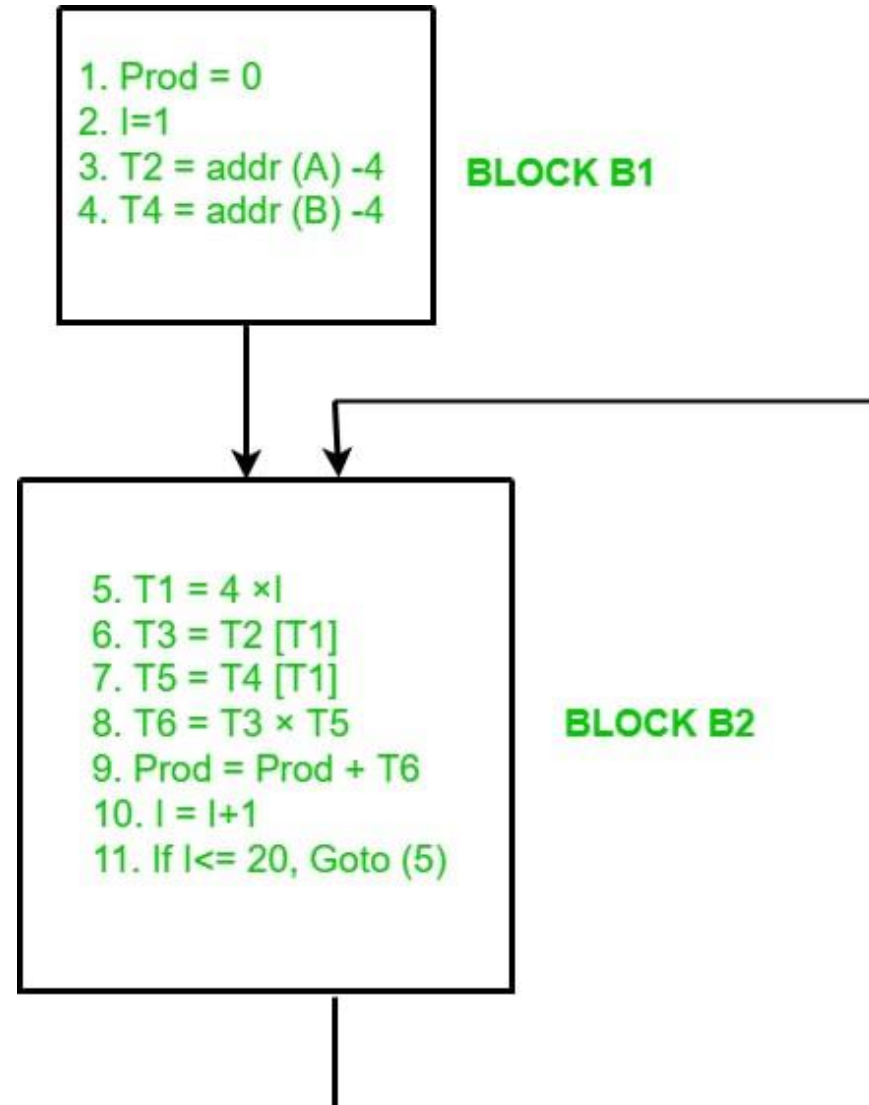 1. Prod = 0
2. I=1
3. T2 = addr (A) -4
4. T4 = addr (B) -4
BLOCK B1
5. T1 = 4 ×I
6. T3 = T2 [T1]
7. T5 = T4 [T1]
8. T6 = T3 × T5
9. Prod = Prod + T6
10. I = I+1
11. If I<= 20, Goto (5)
BLOCK B2